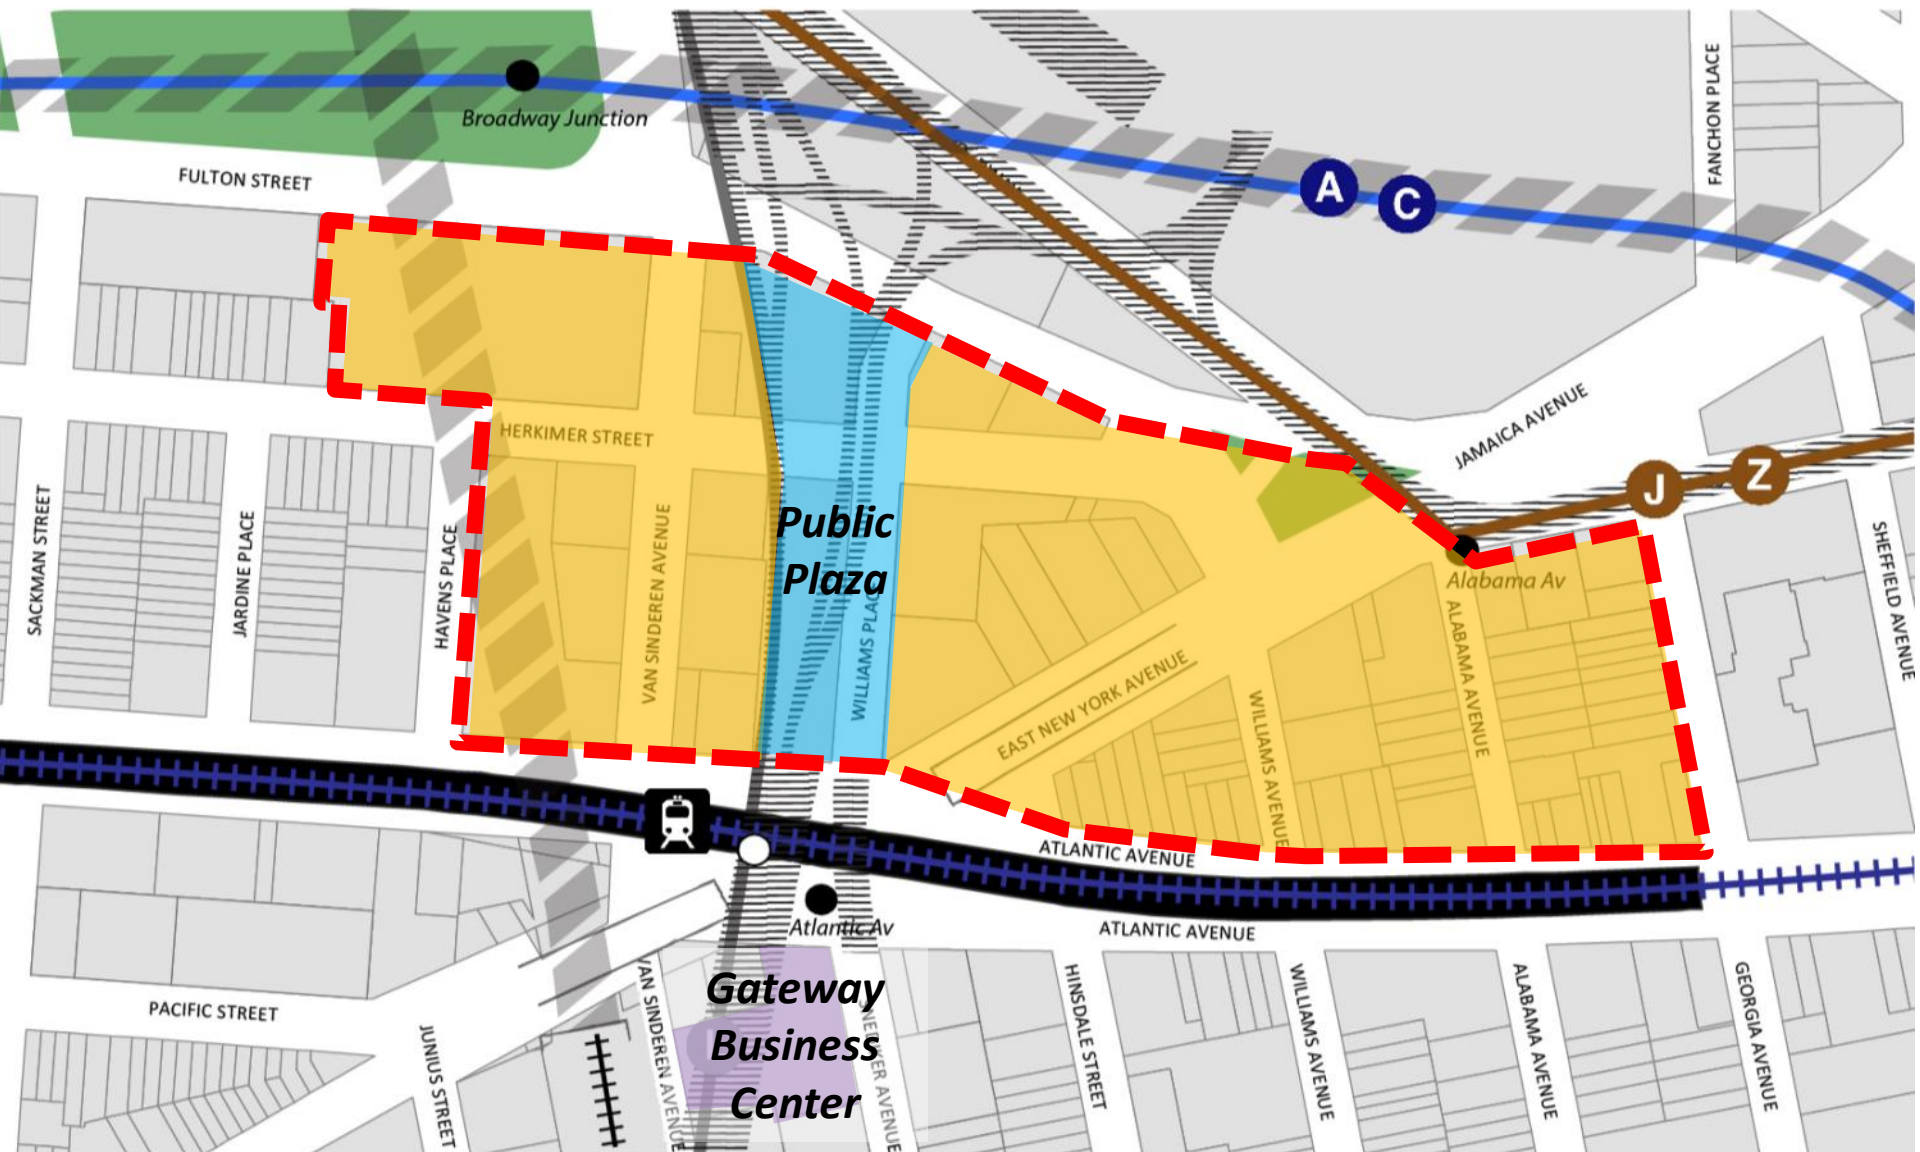 Broadway Junction
FULTON STREET
FANCHON PLACE
A
C
JAMAICA AVENUE
J
Z
HERKIMER STREET
SACKMAN STREET
JARDINE PLACE
HAVENS PLACE
VAN SINDEREN AVENUE
Public
Plaza
WILLIAMS PLACE
EAST NEW YORK AVENUE
WILLIAMS AVENUE
Alabama Av
ALABAMA AVENUE
SHEFFIELD AVENUE
ATLANTIC AVENUE
Atlantic Av
ATLANTIC AVENUE
PACIFIC STREET
JUNIUS STREET
VAN SINDEREN AVENUE
Gateway
Business
Center
AVENUE
HINSDALE STREET
WILLIAMS AVENUE
ALABAMA AVENUE
GEORGIA AVENUE